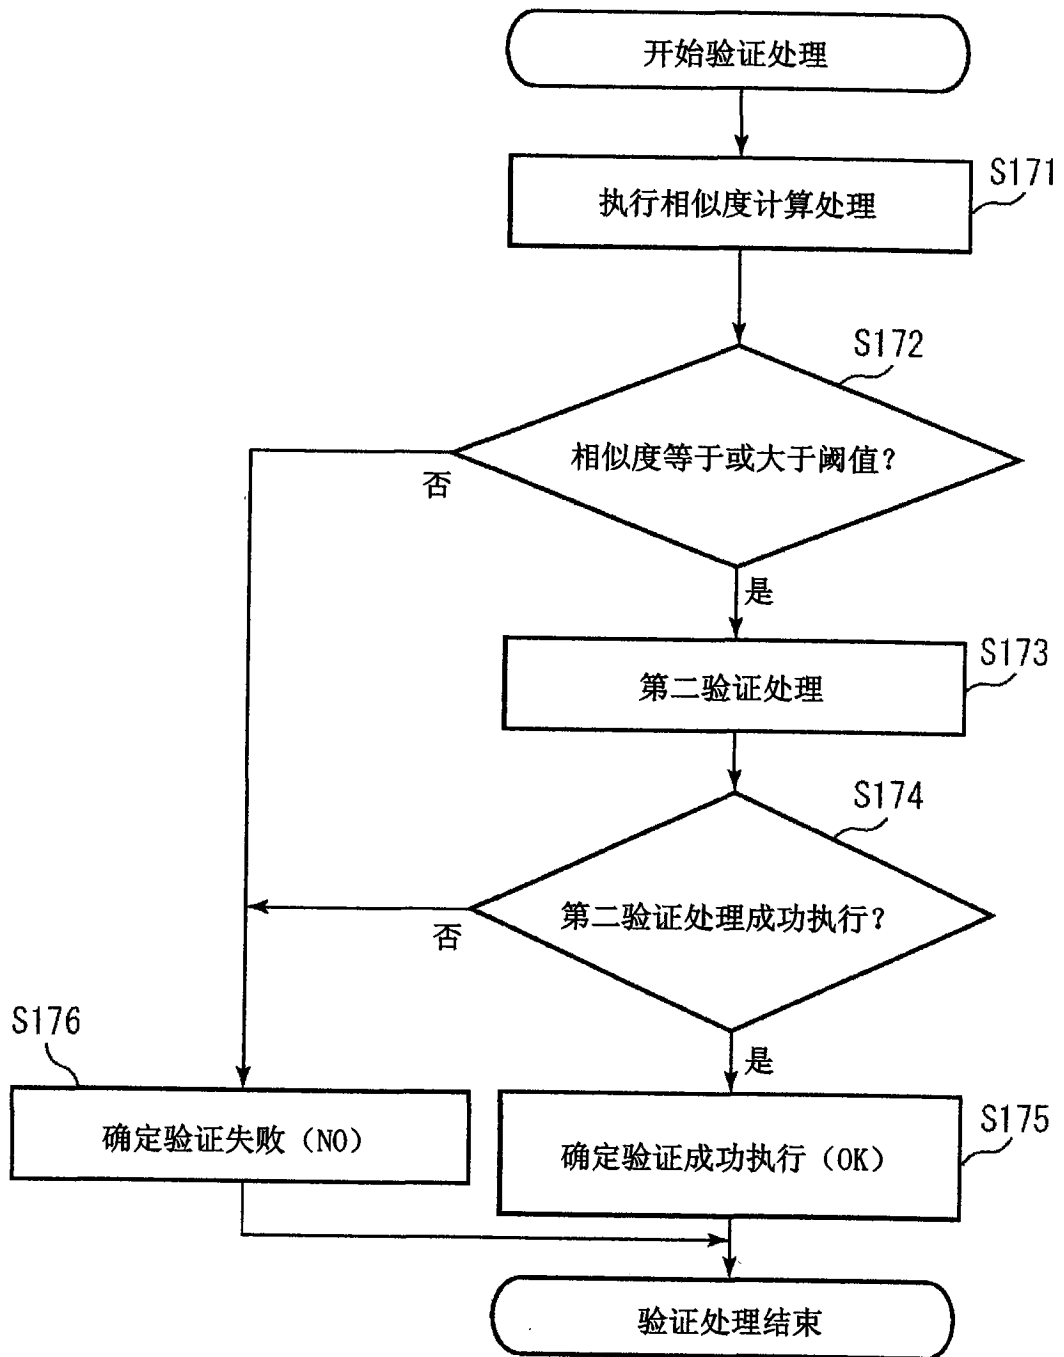 开始验证处理
S171
执行相似度计算处理
S172
相似度等于或大于阈值？
否
是
S173
第二验证处理
S174
第二验证处理成功执行？
否
是
S176
确定验证失败（NO）
S175
确定验证成功执行（OK）
验证处理结束